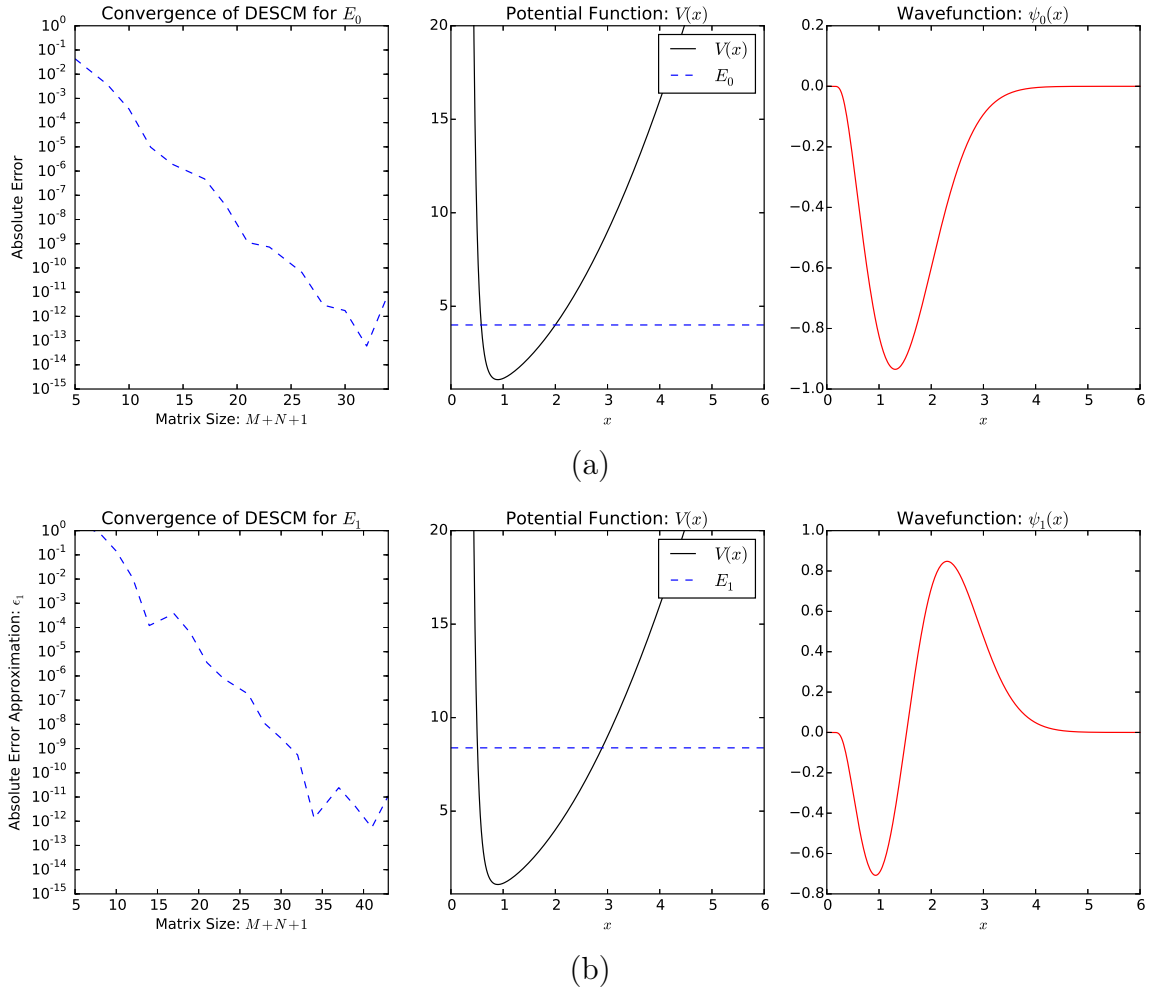 Convergence of DESCM for E_0
Absolute Error
10^0
10^-1
10^-2
10^-3
10^-4
10^-5
10^-6
10^-7
10^-8
10^-9
10^-10
10^-11
10^-12
10^-13
10^-14
10^-15
5 10 15 20 25 30
Matrix Size: M+N+1
Potential Function: V(x)
V(x)
E_0
20
15
10
5
0 1 2 3 4 5 6
x
Wavefunction: ψ_0(x)
0.2
0.0
−0.2
−0.4
−0.6
−0.8
−1.0
0 1 2 3 4 5 6
x
(a)
Convergence of DESCM for E_1
Absolute Error Approximation: ϵ_1
10^0
10^-1
10^-2
10^-3
10^-4
10^-5
10^-6
10^-7
10^-8
10^-9
10^-10
10^-11
10^-12
10^-13
10^-14
10^-15
5 10 15 20 25 30 35 40
Matrix Size: M+N+1
Potential Function: V(x)
V(x)
E_1
20
15
10
5
0 1 2 3 4 5 6
x
Wavefunction: ψ_1(x)
1.0
0.8
0.6
0.4
0.2
0.0
−0.2
−0.4
−0.6
−0.8
0 1 2 3 4 5 6
x
(b)